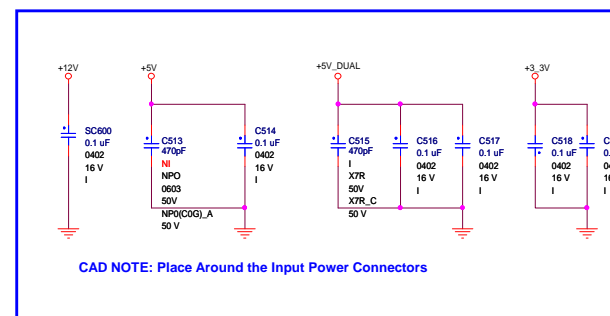 +12V
+5V
+5V_DUAL
+3_3V
SC600
0.1 uF
0402
16 V
I
C513
470pF
NI
NPO
0603
50V
NP0(C0G)_A
50 V
C514
0.1 uF
0402
16 V
I
C515
470pF
I
X7R
50V
X7R_C
50 V
C516
0.1 uF
0402
16 V
I
C517
0.1 uF
0402
16 V
I
C518
0.1 uF
0402
16 V
I
0.1
16
I
CAD NOTE: Place Around the Input Power Connectors